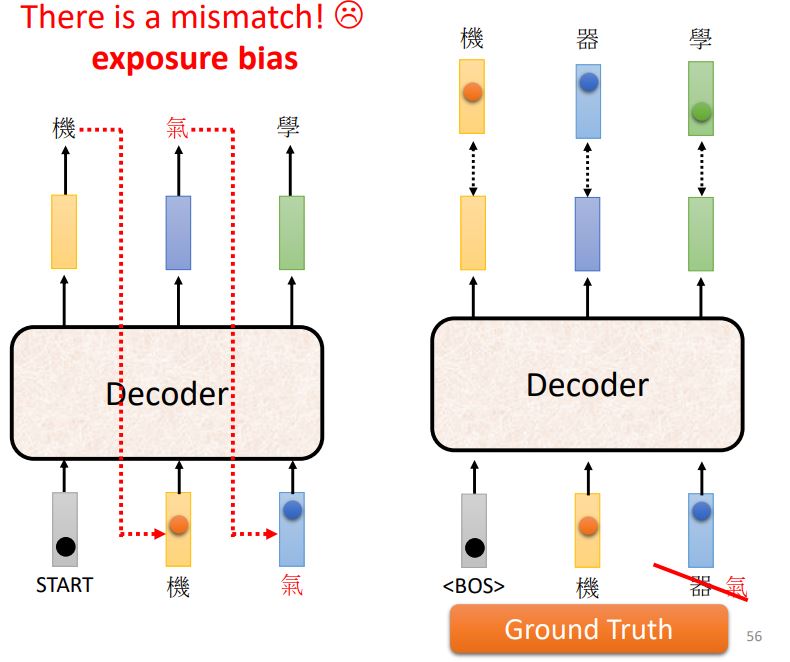 There is a mismatch! ☹
exposure bias
機 氣 學
Decoder
START 機 氣
機 器 學
Decoder
<BOS> 機 器 氣
Ground Truth
56